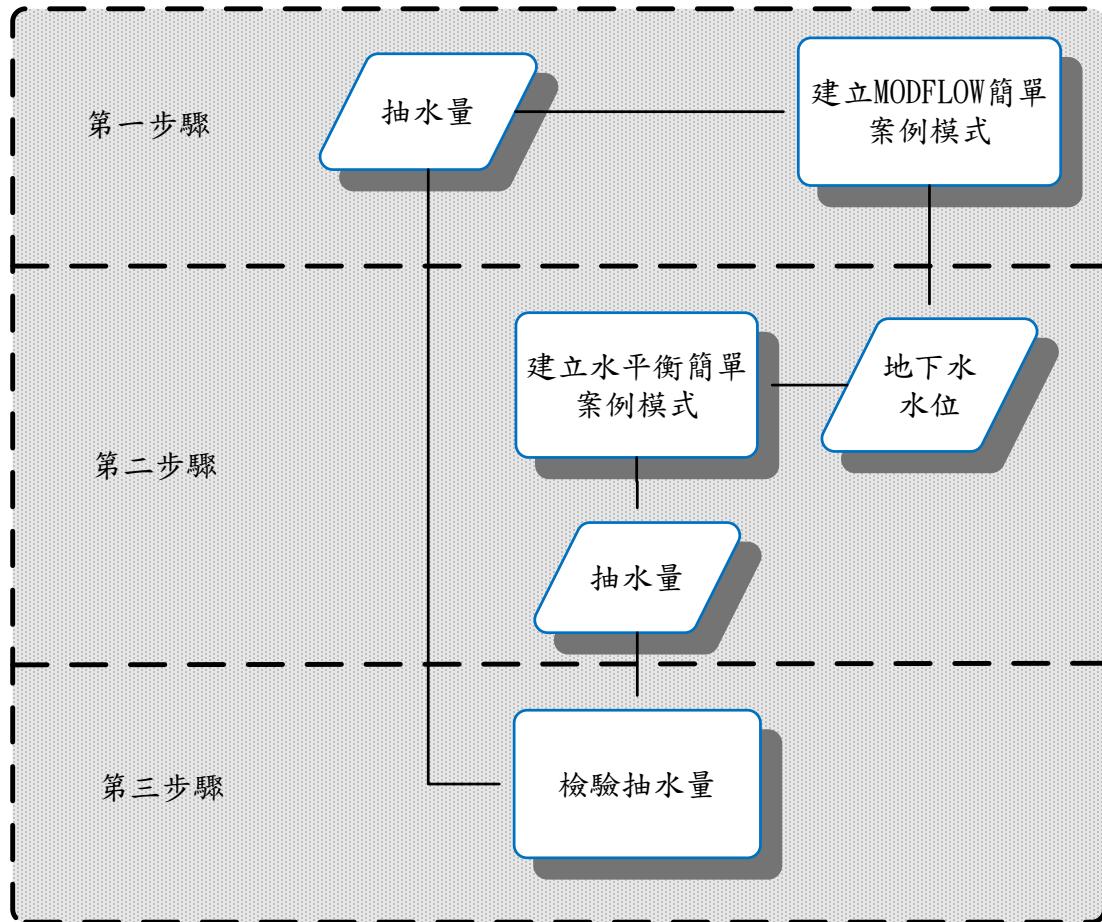 第一步驟
抽水量
建立MODFLOW簡單
案例模式
第二步驟
建立水平衡簡單
案例模式
地下水
水位
抽水量
第三步驟
檢驗抽水量